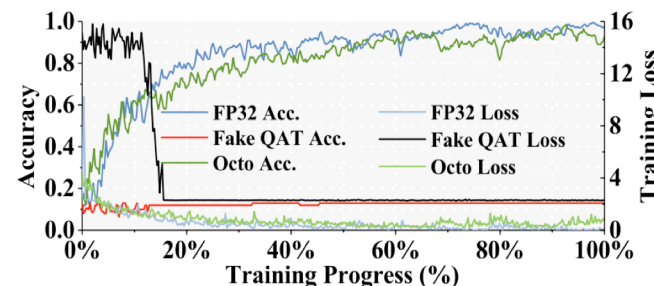 1.0
0.8
0.6
0.4
0.2
0.0
Accuracy
16
12
8
4
0
Training Loss
FP32 Acc.
Fake QAT Acc.
Octo Acc.
FP32 Loss
Fake QAT Loss
Octo Loss
0% 20% 40% 60% 80% 100%
Training Progress (%)